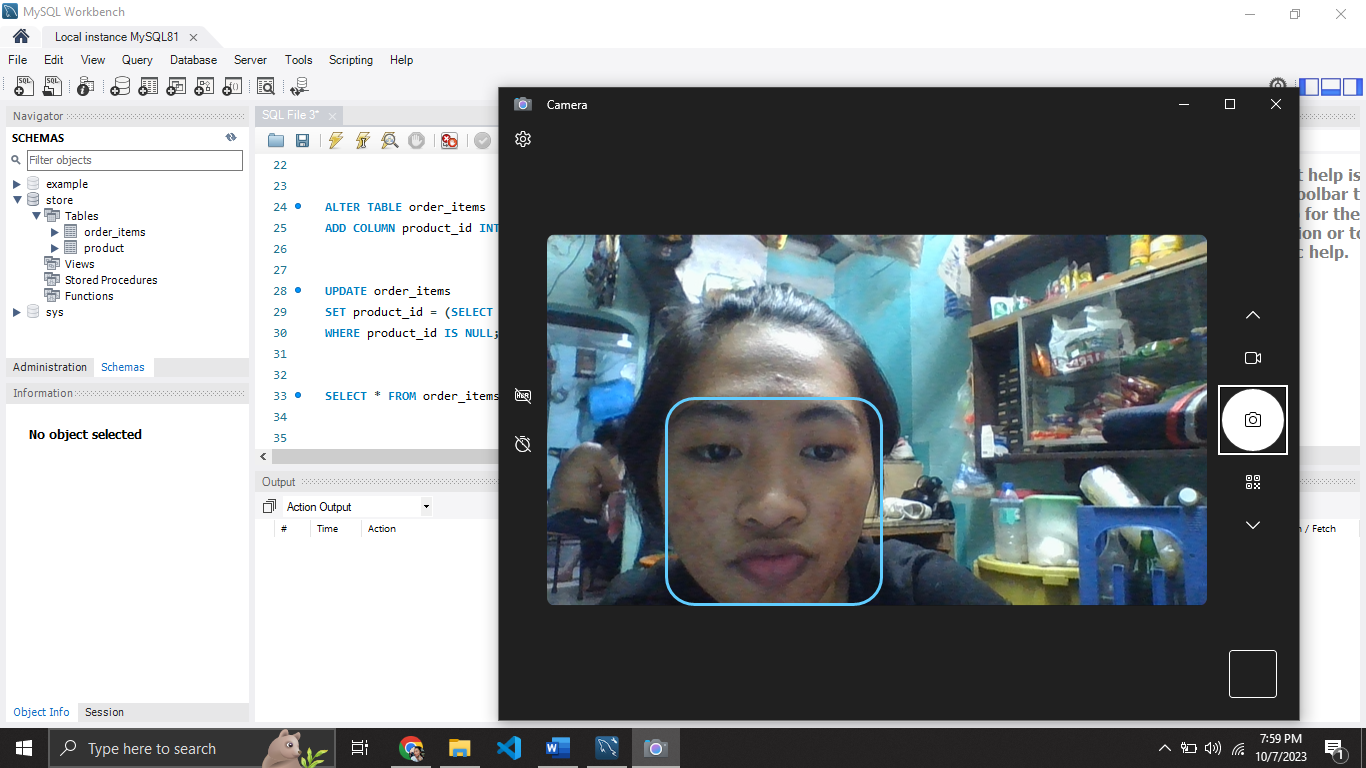 MySQL Workbench
Local instance MySQL81
File Edit View Query Database Server Tools Scripting Help
Navigator
SCHEMAS
Filter objects
example
store
Tables
order_items
product
Views
Stored Procedures
Functions
sys
Administration Schemas
Information
No object selected
Object Info Session
SQL File 3*
22
23
24 ALTER TABLE order_items
25 ADD COLUMN product_id INT
26
27
28 UPDATE order_items
29 SET product_id = (SELECT
30 WHERE product_id IS NULL;
31
32
33 SELECT * FROM order_items
34
35
Output
Action Output
# Time Action
Camera
HDR
t help is
oolbar t
for the
ion or to
c help.
n / Fetch
Type here to search
7:59 PM
10/7/2023
1